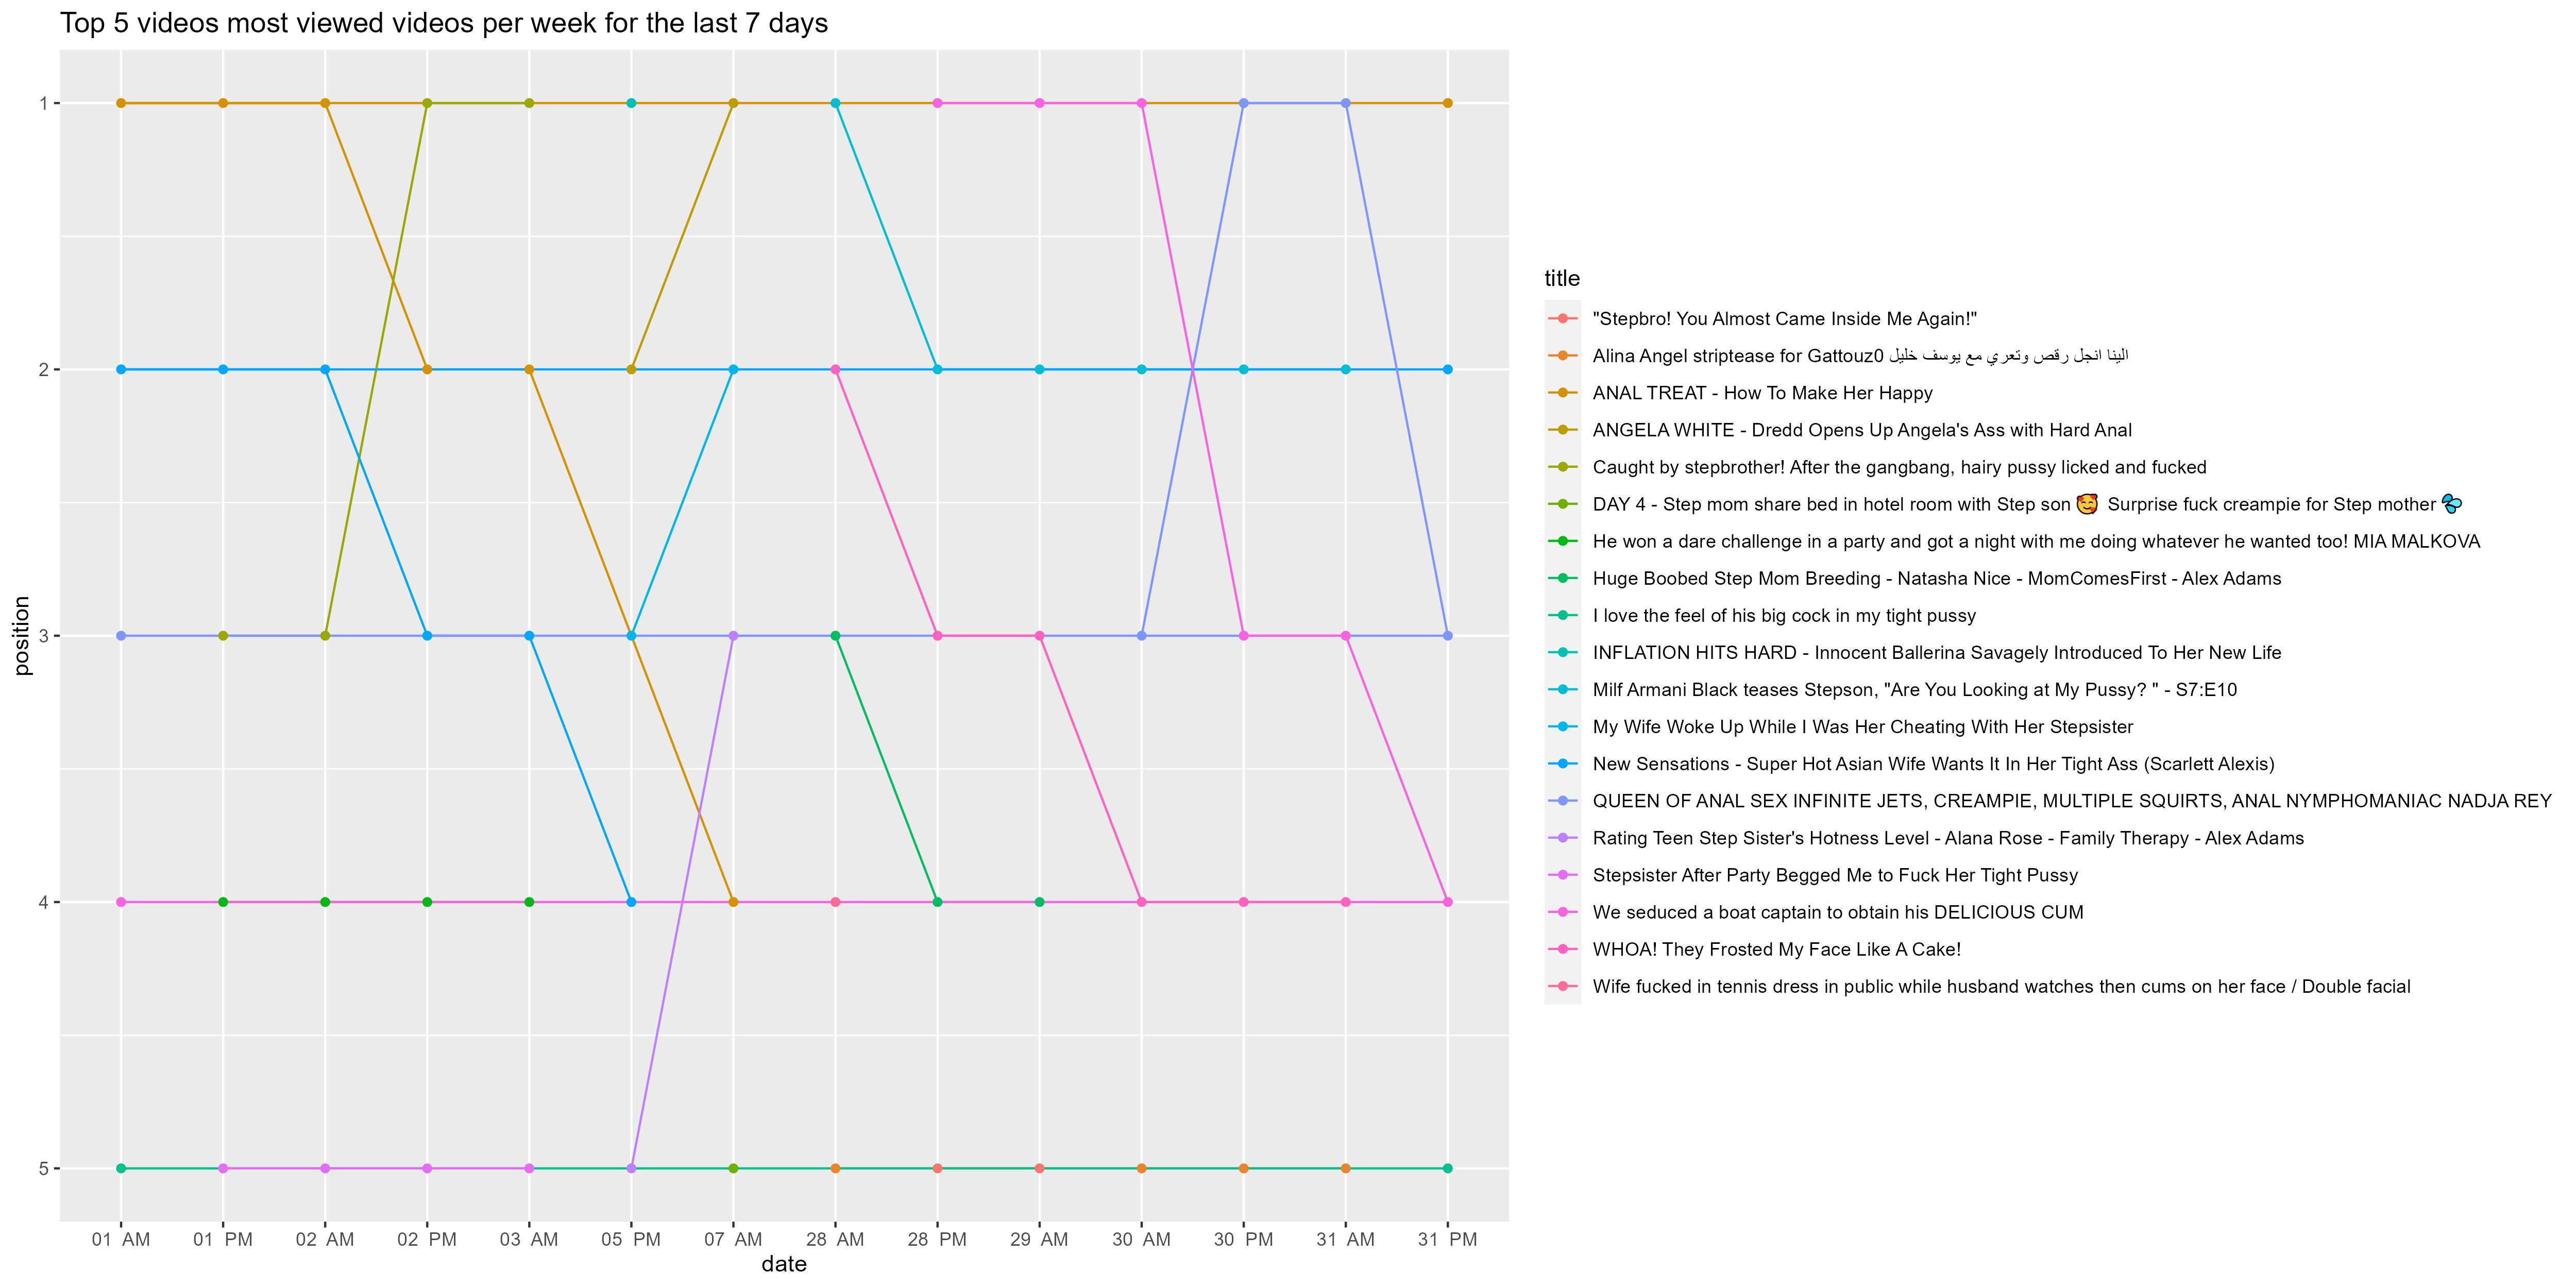 Top 5 videos most viewed videos per week for the last 7 days
position
1
2
3
4
5
01 AM
01 PM
02 AM
02 PM
03 AM
05 PM
07 AM
28 AM
28 PM
29 AM
30 AM
30 PM
31 AM
31 PM
date
title
"Stepbro! You Almost Came Inside Me Again!"
Alina Angel striptease for Gattouz0 الينا انجل رقص وتعري مع يوسف خليل
ANAL TREAT - How To Make Her Happy
ANGELA WHITE - Dredd Opens Up Angela's Ass with Hard Anal
Caught by stepbrother! After the gangbang, hairy pussy licked and fucked
DAY 4 - Step mom share bed in hotel room with Step son 🥰 Surprise fuck creampie for Step mother 💦
He won a dare challenge in a party and got a night with me doing whatever he wanted too! MIA MALKOVA
Huge Boobed Step Mom Breeding - Natasha Nice - MomComesFirst - Alex Adams
I love the feel of his big cock in my tight pussy
INFLATION HITS HARD - Innocent Ballerina Savagely Introduced To Her New Life
Milf Armani Black teases Stepson, "Are You Looking at My Pussy? " - S7:E10
My Wife Woke Up While I Was Her Cheating With Her Stepsister
New Sensations - Super Hot Asian Wife Wants It In Her Tight Ass (Scarlett Alexis)
QUEEN OF ANAL SEX INFINITE JETS, CREAMPIE, MULTIPLE SQUIRTS, ANAL NYMPHOMANIAC NADJA REY
Rating Teen Step Sister's Hotness Level - Alana Rose - Family Therapy - Alex Adams
Stepsister After Party Begged Me to Fuck Her Tight Pussy
We seduced a boat captain to obtain his DELICIOUS CUM
WHOA! They Frosted My Face Like A Cake!
Wife fucked in tennis dress in public while husband watches then cums on her face / Double facial